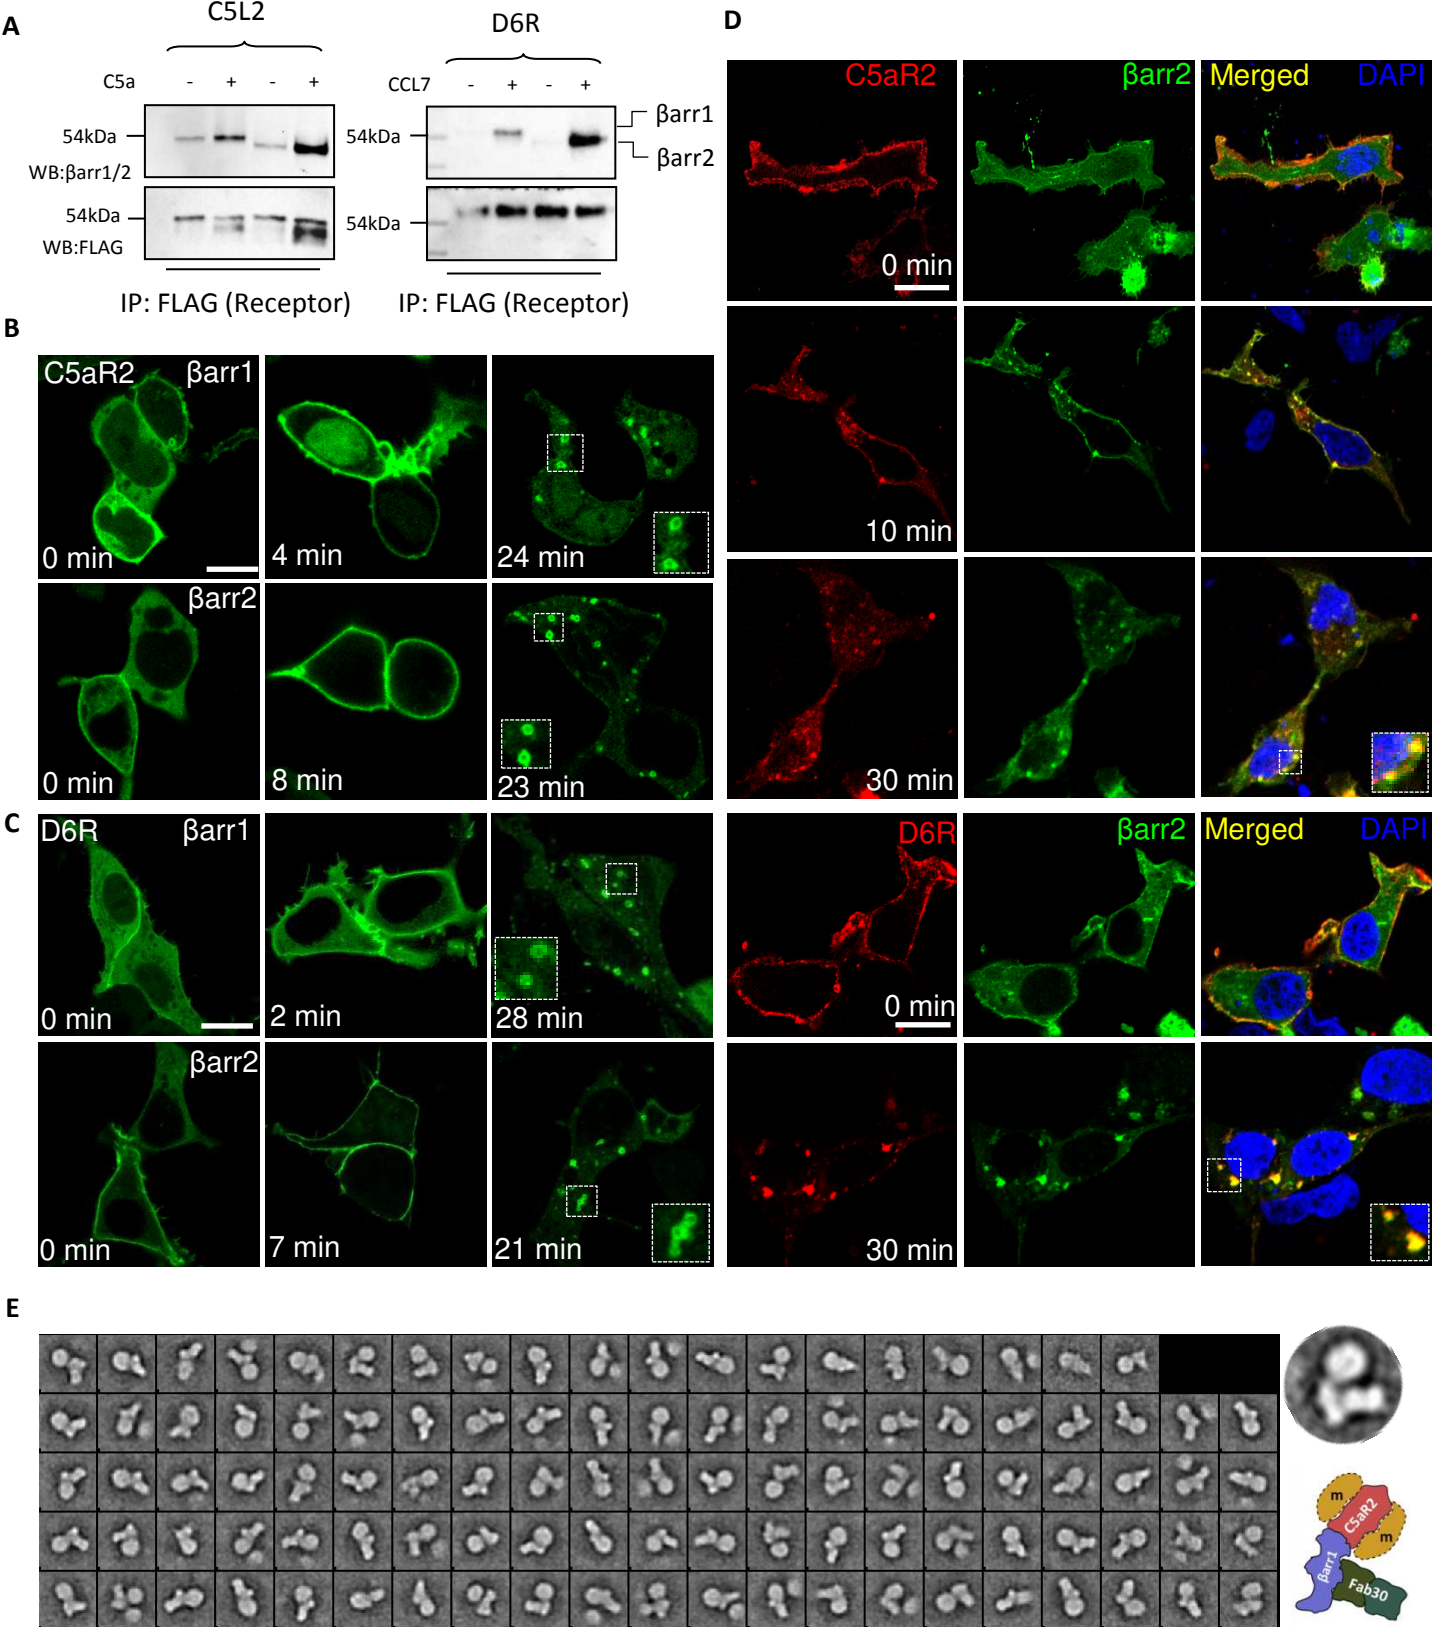 A
C5L2
C5a - + - +
54kDa
WB:βarr1/2
54kDa
WB:FLAG
IP: FLAG (Receptor)
D6R
CCL7 - + - +
54kDa
βarr1
βarr2
54kDa
IP: FLAG (Receptor)
B
C5aR2 βarr1
0 min
4 min
24 min
βarr2
0 min
8 min
23 min
C
D6R βarr1
0 min
2 min
28 min
βarr2
0 min
7 min
21 min
D
C5aR2 βarr2 Merged DAPI
0 min
10 min
30 min
D6R βarr2 Merged DAPI
0 min
30 min
E
m
C5aR2
m
βarr1
Fab30